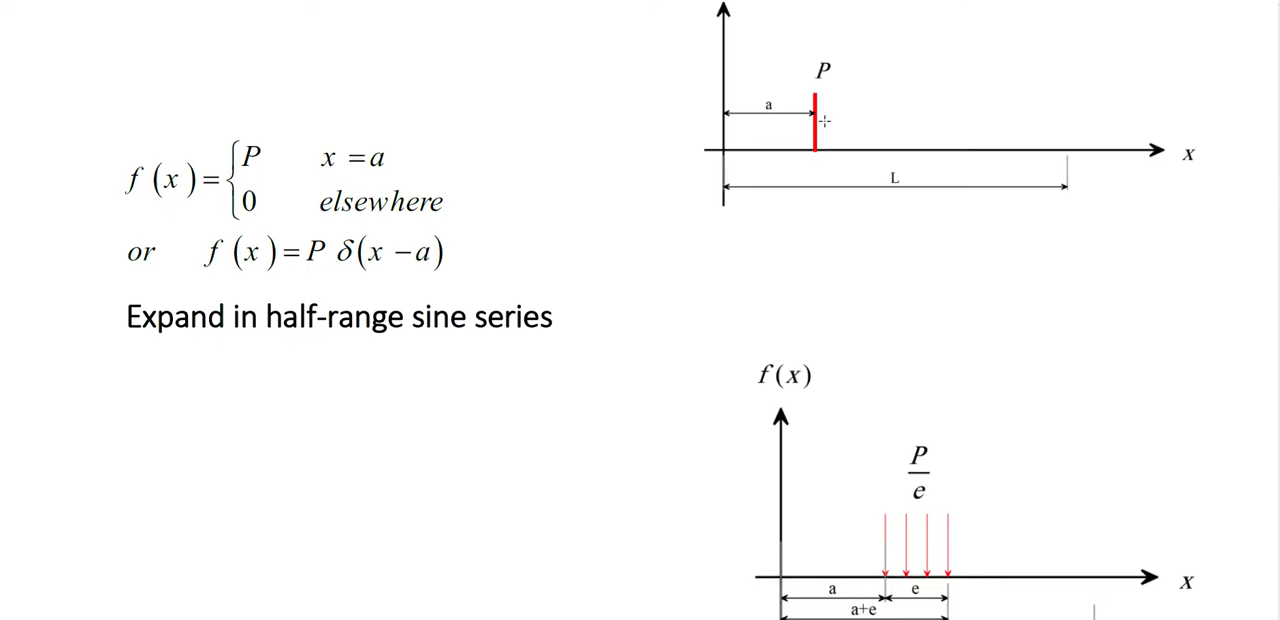 f(x) = { P x = a
0 elsewhere
or f(x) = P δ(x − a)
Expand in half-range sine series
P
a
x
L
f(x)
P
e
x
a e
a+e